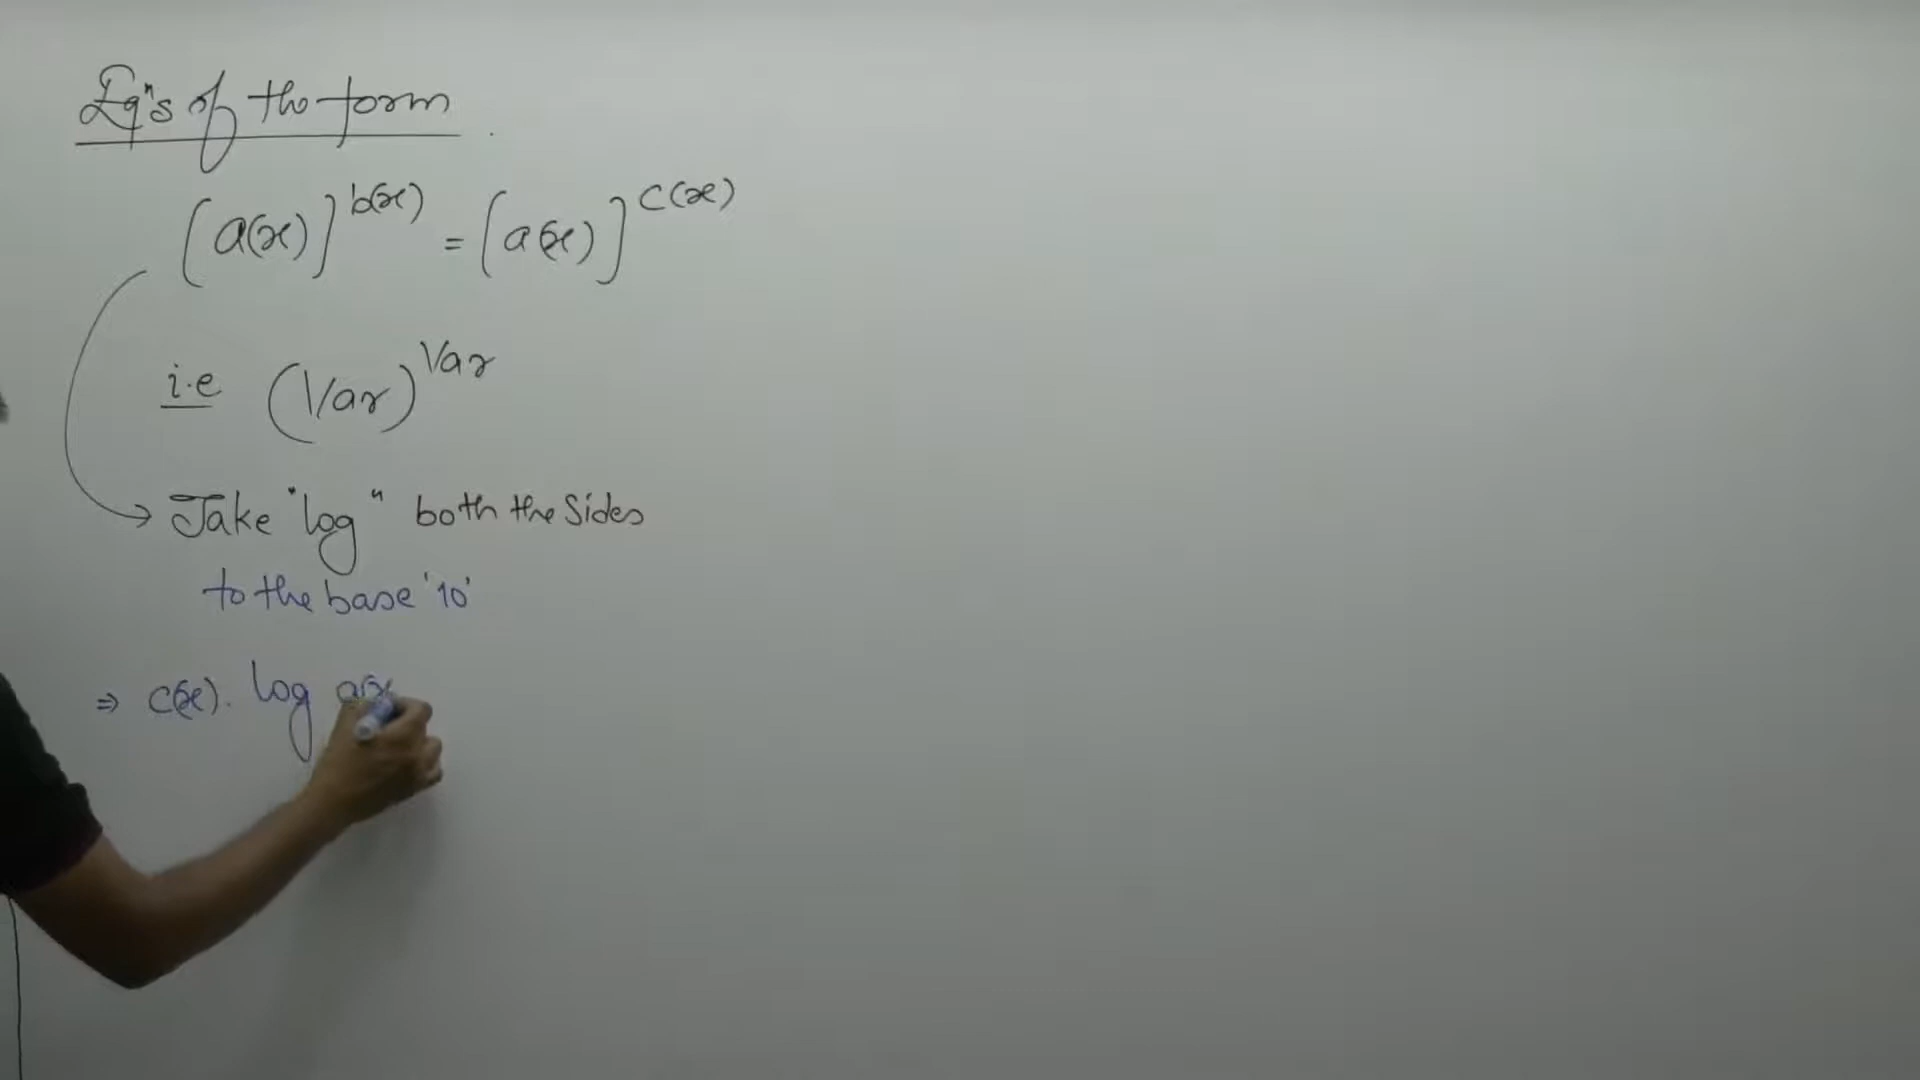 Eqⁿs of the form
[a(x)]^b(x) = [a(x)]^c(x)
i.e (Var)^Var
→ Take "log" both the sides
to the base '10'
⇒ c(x). log a(x